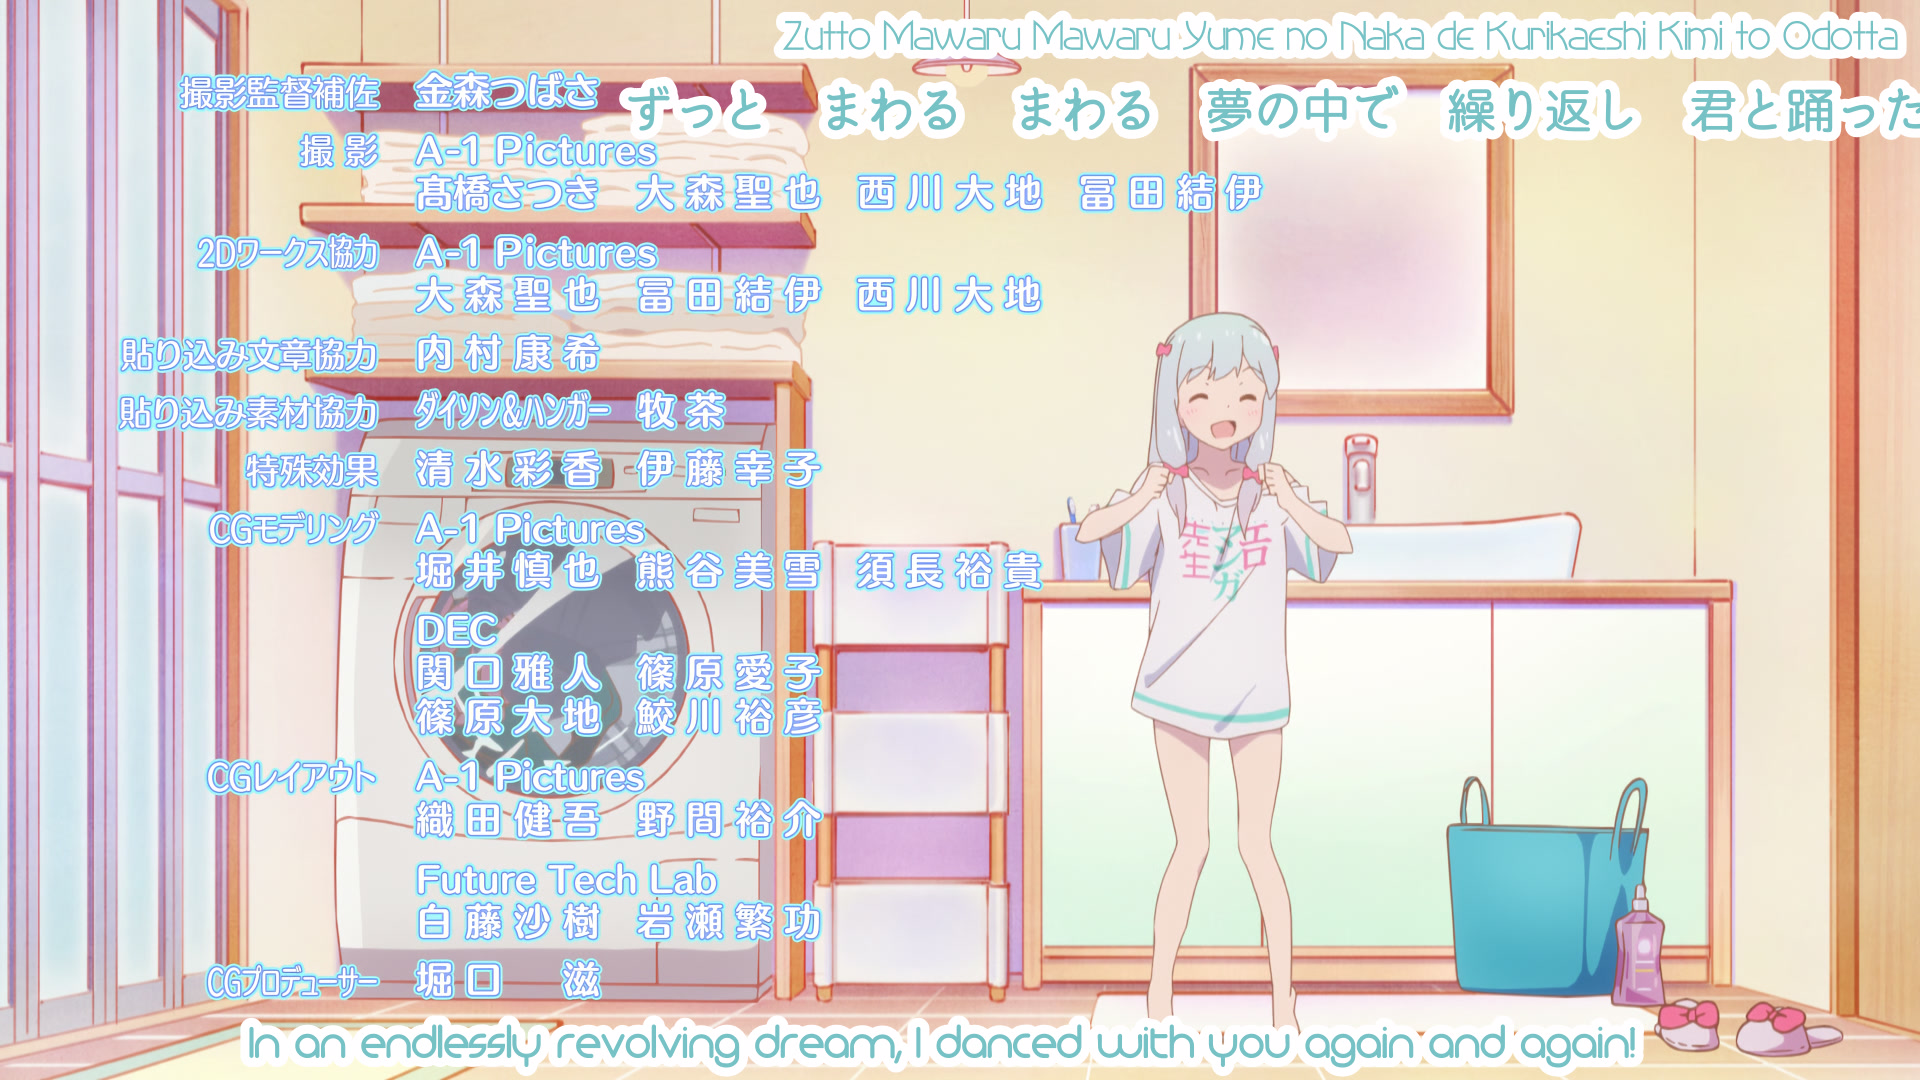 Zutto Mawaru Mawaru Yume no Naka de Kurikaeshi Kimi to Odotta
ずっと　まわる　まわる　夢の中で　繰り返し　君と踊った
撮影監督補佐　金森つばさ
撮影　A-1 Pictures
髙橋さつき　大森聖也　西川大地　冨田結伊
2Dワークス協力　A-1 Pictures
大森聖也　冨田結伊　西川大地
貼り込み文章協力　内村康希
貼り込み素材協力　ダイソン&ハンガー　牧茶
特殊効果　清水彩香　伊藤幸子
CGモデリング　A-1 Pictures
堀井慎也　熊谷美雪　須長裕貴
DEC
関口雅人　篠原愛子
篠原大地　鮫川裕彦
CGレイアウト　A-1 Pictures
織田健吾　野間裕介
Future Tech Lab
白藤沙樹　岩瀬繁功
CGプロデューサー　堀口　滋
エロ
マンガ
先生
In an endlessly revolving dream, I danced with you again and again!